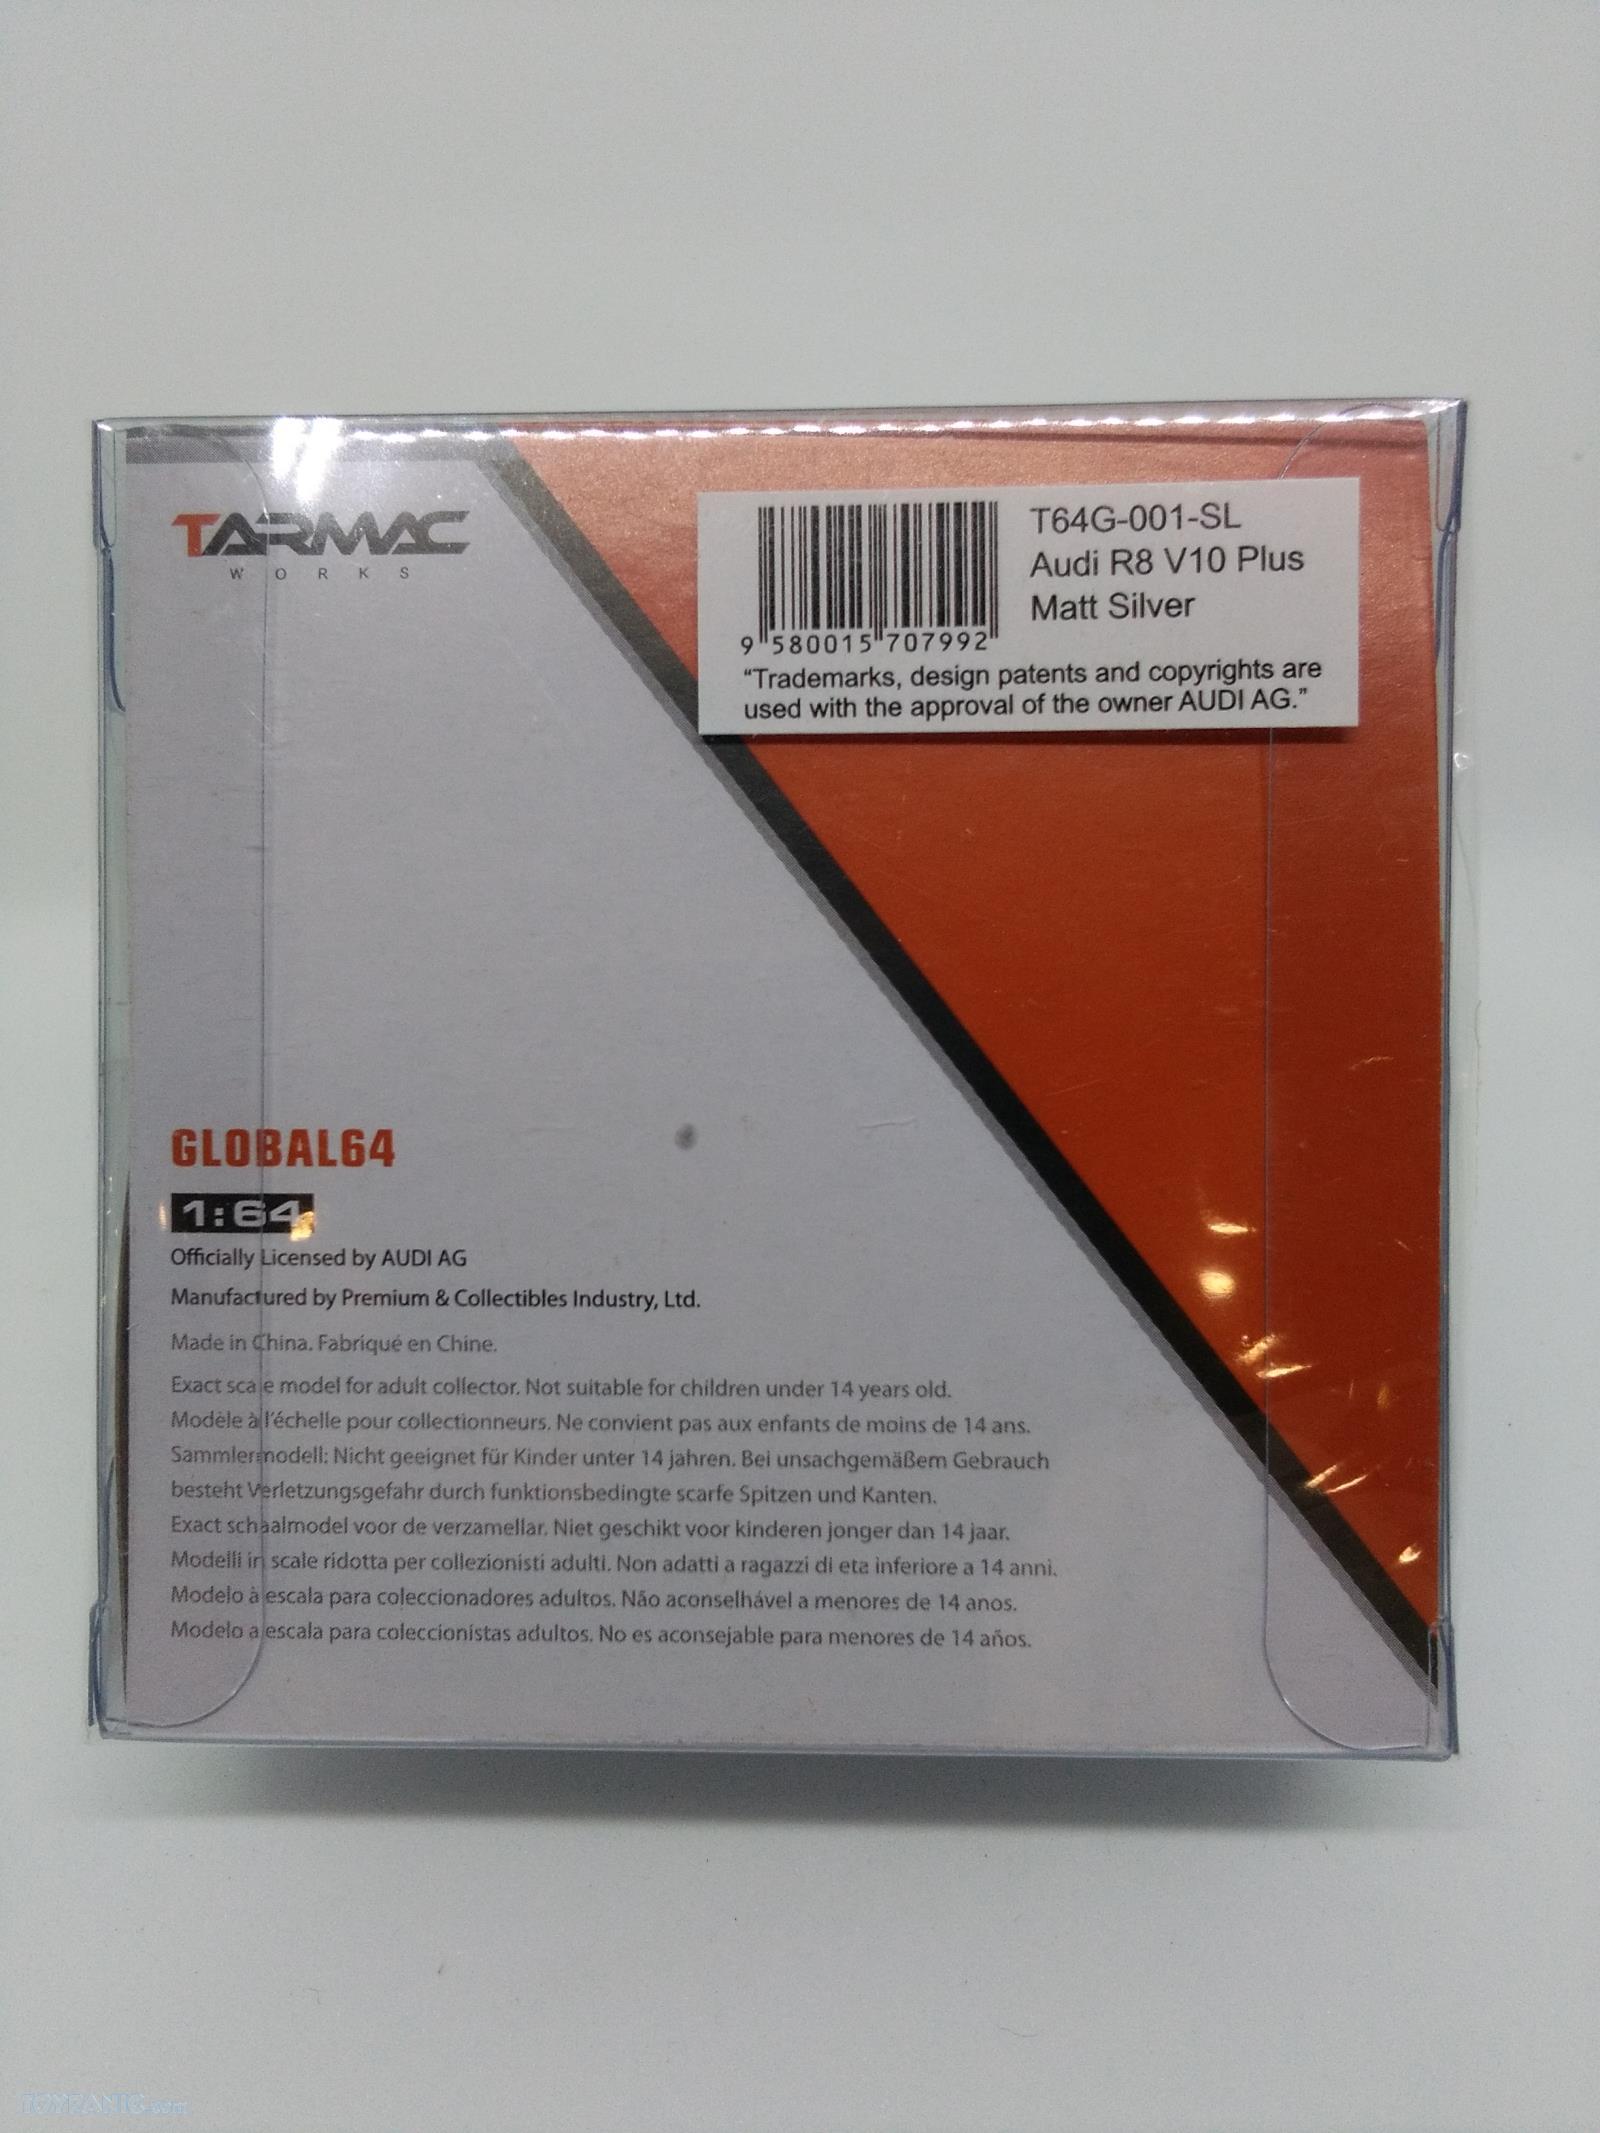 TARMAC
WORKS
T64G-001-SL
Audi R8 V10 Plus
Matt Silver
9 580015 707992
“Trademarks, design patents and copyrights are
used with the approval of the owner AUDI AG.”
GLOBAL64
1:64
Officially Licensed by AUDI AG
Manufactured by Premium & Collectibles Industry, Ltd.
Made in China. Fabriqué en Chine.
Exact scale model for adult collector. Not suitable for children under 14 years old.
Modèle à l'échelle pour collectionneurs. Ne convient pas aux enfants de moins de 14 ans.
Sammlermodell: Nicht geeignet für Kinder unter 14 jahren. Bei unsachgemäßem Gebrauch
besteht Verletzungsgefahr durch funktionsbedingte scarfe Spitzen und Kanten.
Exact schaalmodel voor de verzamellar. Niet geschikt voor kinderen jonger dan 14 jaar.
Modelli in scale ridotta per collezionisti adulti. Non adatti a ragazzi di eta inferiore a 14 anni.
Modelo à escala para coleccionadores adultos. Não aconselhável a menores de 14 anos.
Modelo a escala para coleccionistas adultos. No es aconsejable para menores de 14 años.
TOYPANIC.com